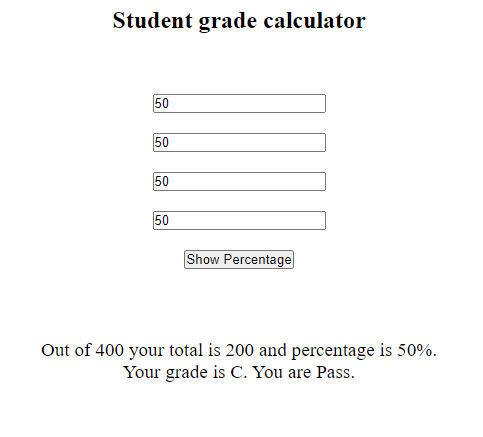 Student grade calculator
50
50
50
50
Show Percentage
Out of 400 your total is 200 and percentage is 50%.
Your grade is C. You are Pass.